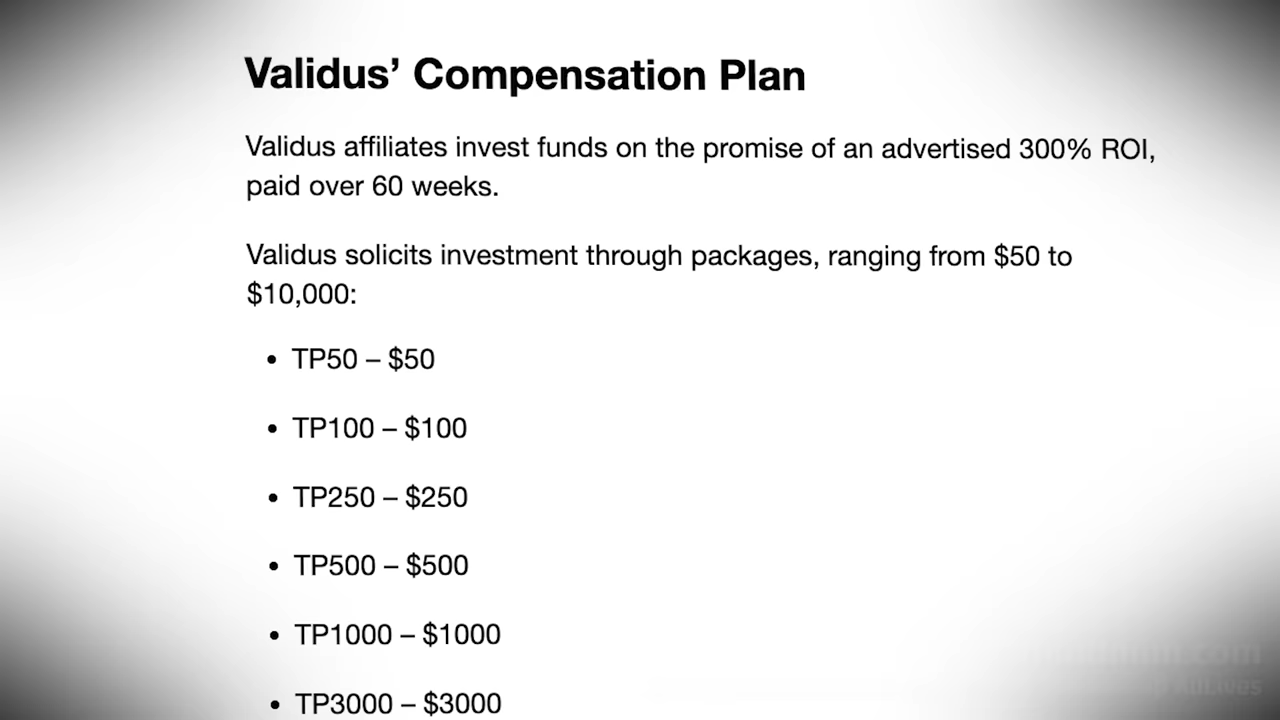 Validus’ Compensation Plan
Validus affiliates invest funds on the promise of an advertised 300% ROI,
paid over 60 weeks.
Validus solicits investment through packages, ranging from $50 to
$10,000:
• TP50 – $50
• TP100 – $100
• TP250 – $250
• TP500 – $500
• TP1000 – $1000
• TP3000 – $3000